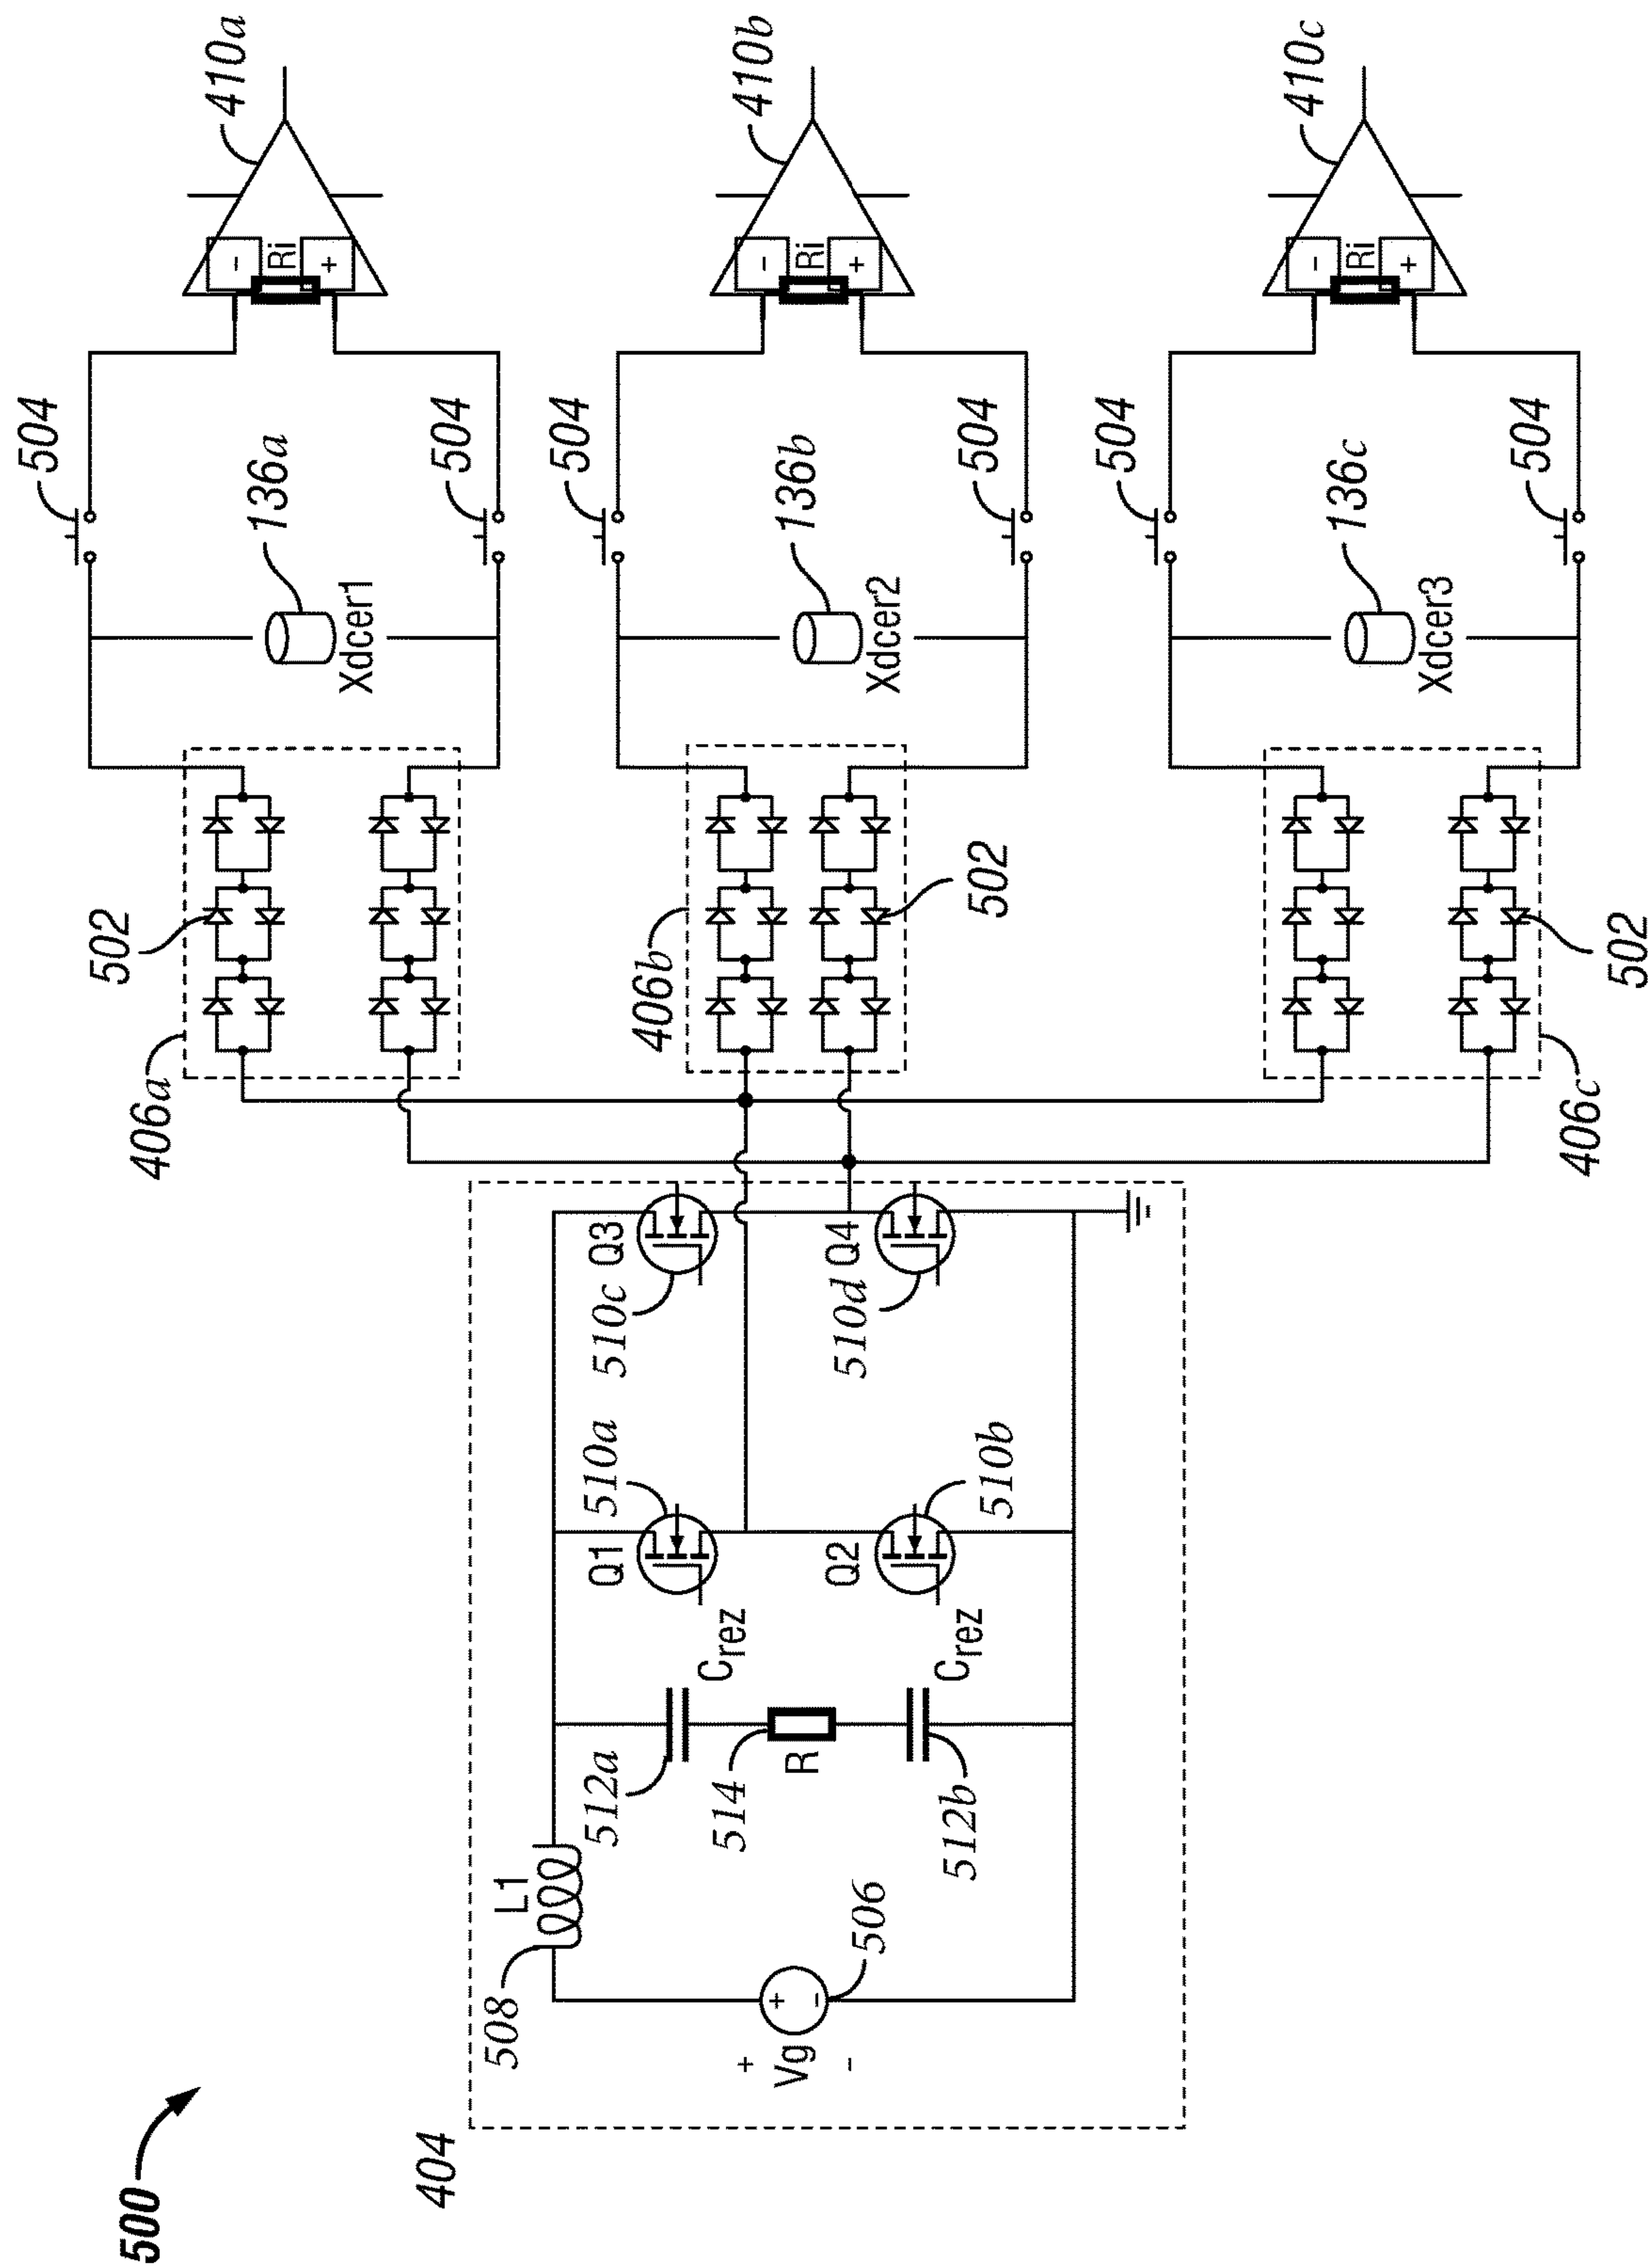 500
404
508
L1
+
Vg
-
+
-
506
512a
Crez
514
R
512b
Crez
Q1
510a
Q2
510b
Q3
510c
Q4
510d
406a
502
504
136a
Xdcer1
504
-
Ri
+
410a
406b
502
504
136b
Xdcer2
504
-
Ri
+
410b
406c
502
504
136c
Xdcer3
504
-
Ri
+
410c